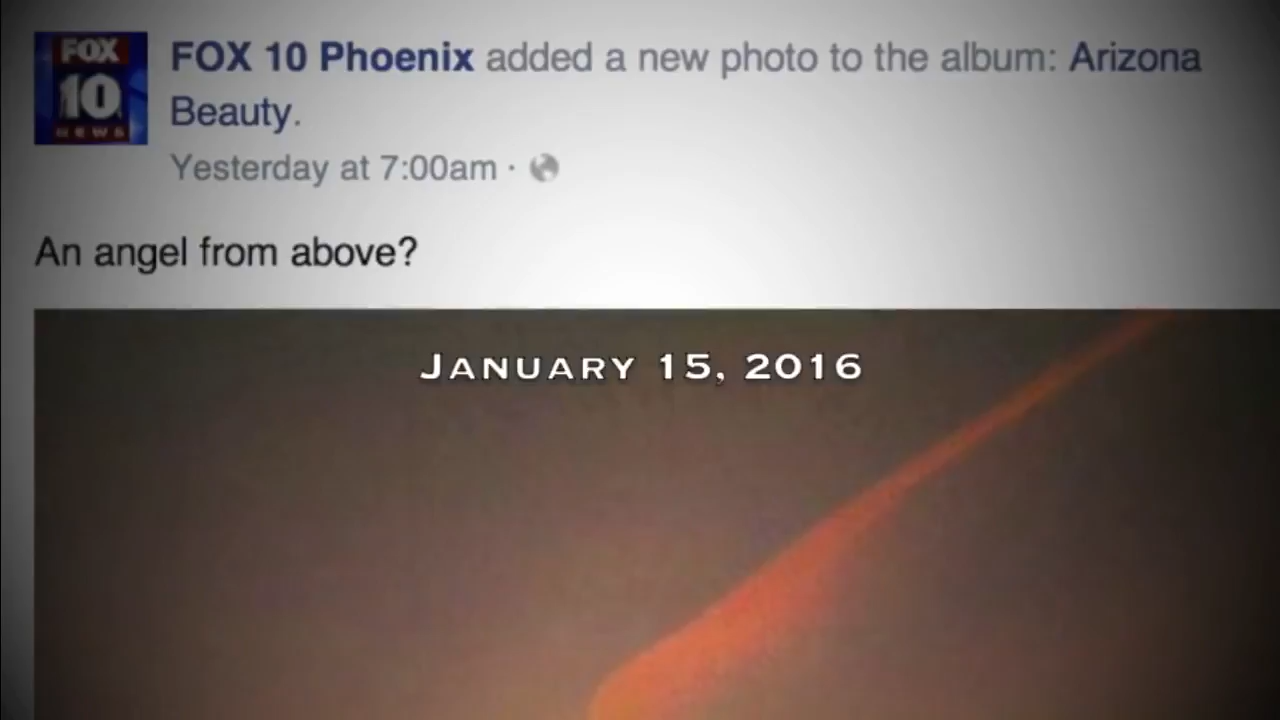 FOX
10
NEWS
FOX 10 Phoenix added a new photo to the album: Arizona
Beauty.
Yesterday at 7:00am ·
An angel from above?
JANUARY 15, 2016